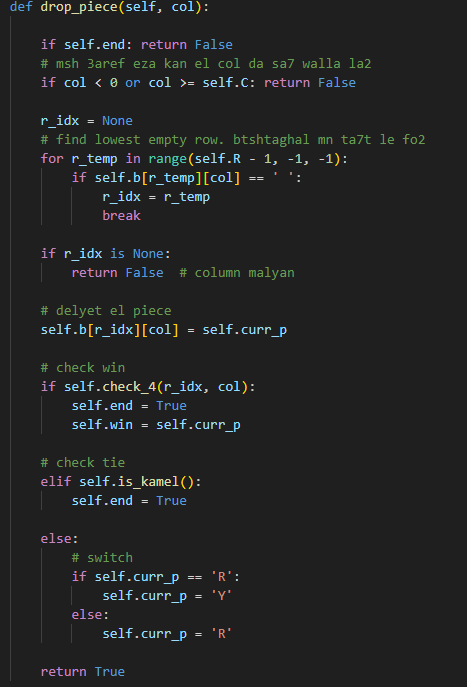 def drop_piece(self, col):
if self.end: return False
# msh 3aref eza kan el col da sa7 walla la2
if col < 0 or col >= self.C: return False
r_idx = None
# find lowest empty row. btshtaghal mn ta7t le fo2
for r_temp in range(self.R - 1, -1, -1):
if self.b[r_temp][col] == ' ':
r_idx = r_temp
break
if r_idx is None:
return False  # column malyan
# delyet el piece
self.b[r_idx][col] = self.curr_p
# check win
if self.check_4(r_idx, col):
self.end = True
self.win = self.curr_p
# check tie
elif self.is_kamel():
self.end = True
else:
# switch
if self.curr_p == 'R':
self.curr_p = 'Y'
else:
self.curr_p = 'R'
return True